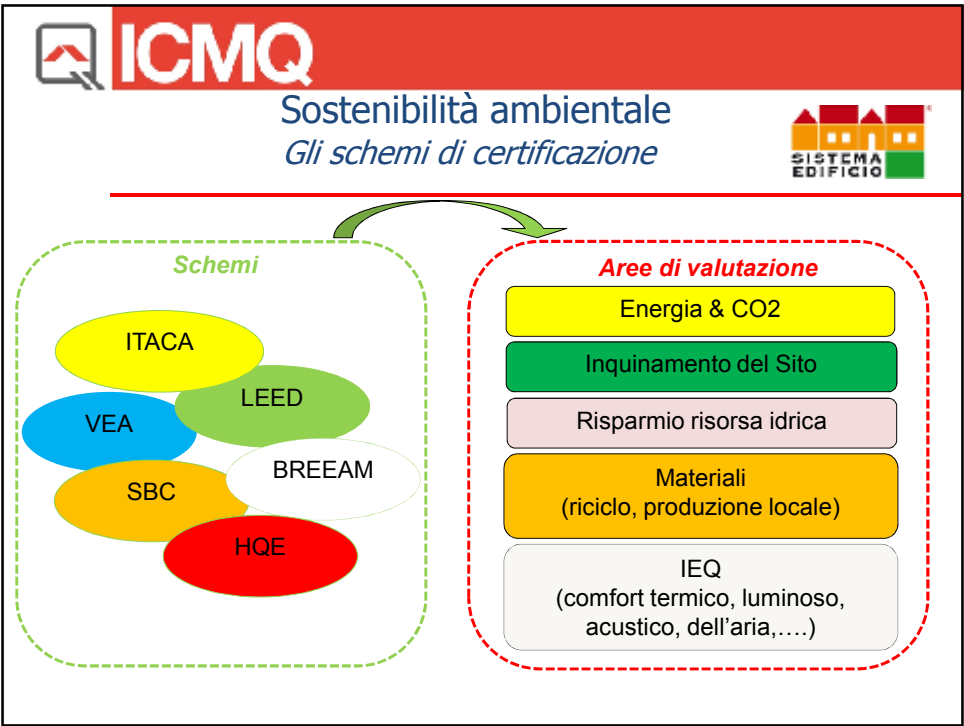 ICMQ
Sostenibilità ambientale
Gli schemi di certificazione
SISTEMA
EDIFICIO
Schemi
ITACA
LEED
VEA
BREEAM
SBC
HQE
Aree di valutazione
Energia & CO2
Inquinamento del Sito
Risparmio risorsa idrica
Materiali
(riciclo, produzione locale)
IEQ
(comfort termico, luminoso,
acustico, dell’aria,….)